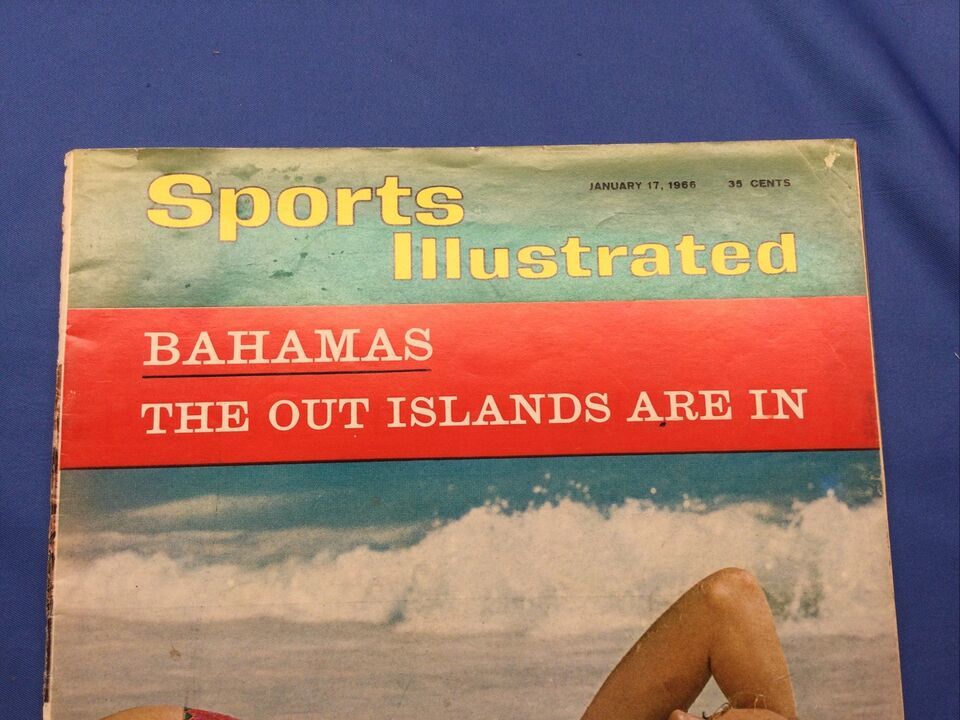 Sports
Illustrated
JANUARY 17, 1966 35 CENTS
BAHAMAS
THE OUT ISLANDS ARE IN